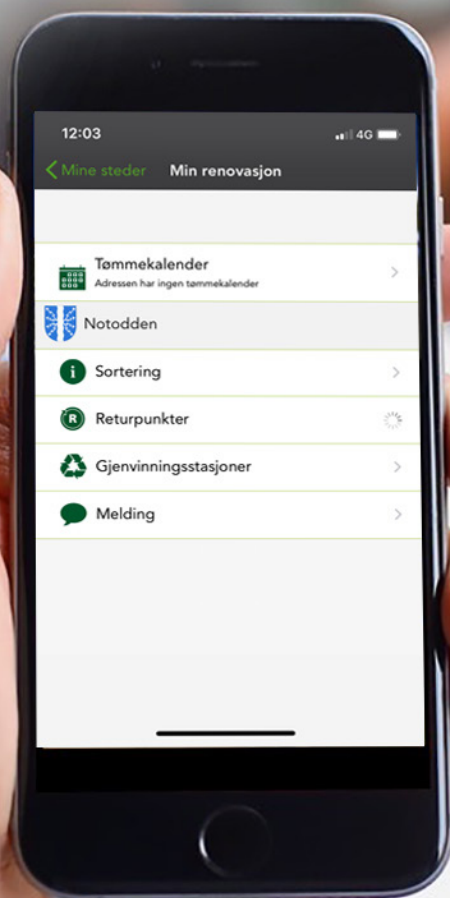 12:03
4G
Mine steder
Min renovasjon
Tømmekalender
Adressen har ingen tømmekalender
Notodden
i
Sortering
R
Returpunkter
Gjenvinningsstasjoner
Melding